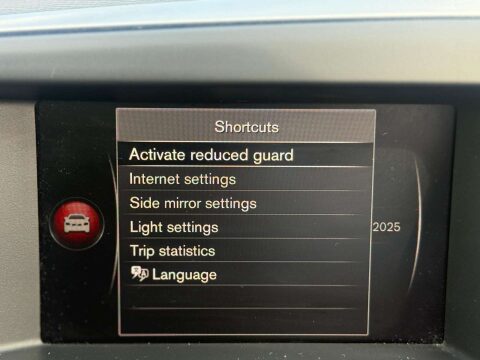 Shortcuts
Activate reduced guard
Internet settings
Side mirror settings
Light settings
2025
Trip statistics
Language